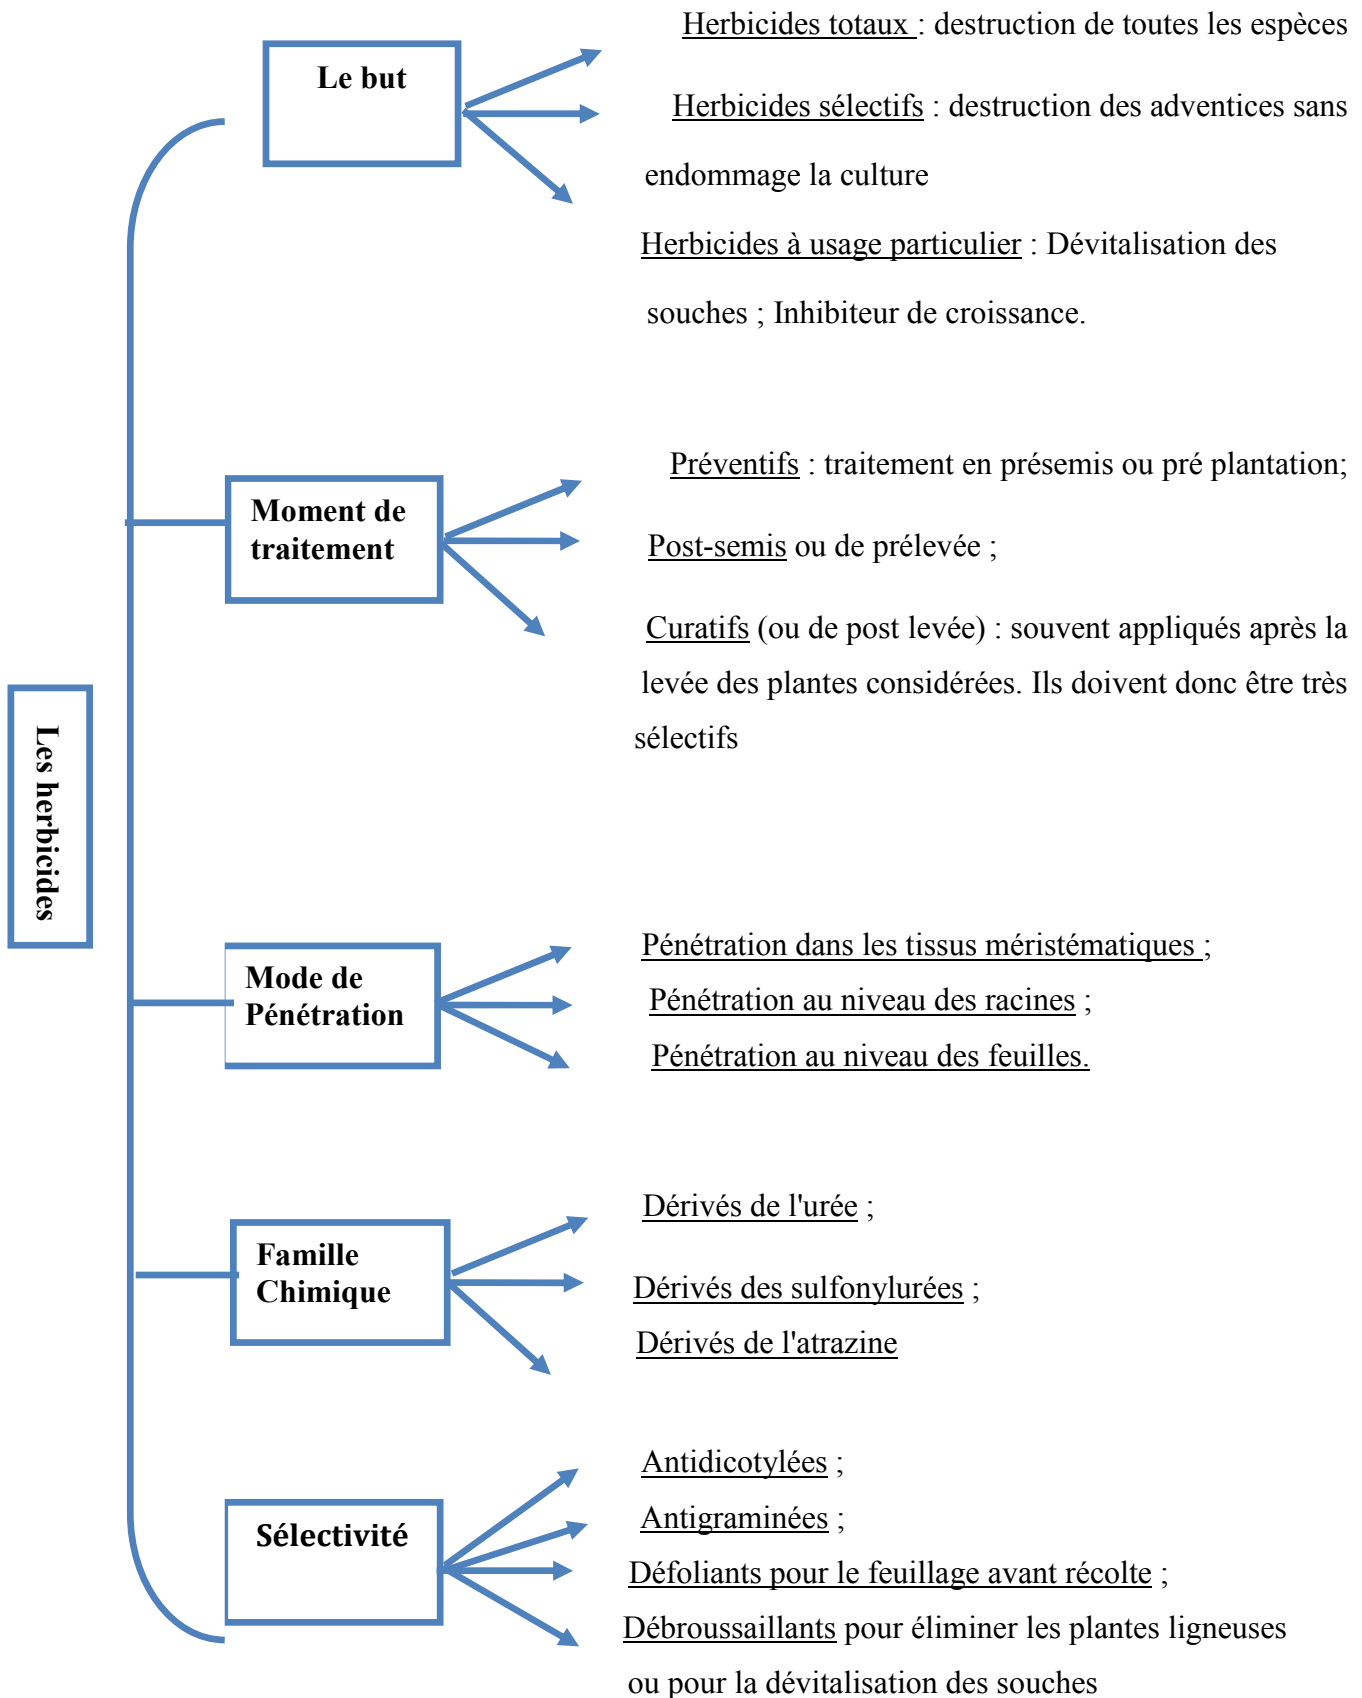 Les herbicides
Le but
Herbicides totaux : destruction de toutes les espèces
Herbicides sélectifs : destruction des adventices sans
endommage la culture
Herbicides à usage particulier : Dévitalisation des
souches ; Inhibiteur de croissance.
Moment de
traitement
Préventifs : traitement en présemis ou pré plantation;
Post-semis ou de prélevée ;
Curatifs (ou de post levée) : souvent appliqués après la
levée des plantes considérées. Ils doivent donc être très
sélectifs
Mode de
Pénétration
Pénétration dans les tissus méristématiques ;
Pénétration au niveau des racines ;
Pénétration au niveau des feuilles.
Famille
Chimique
Dérivés de l'urée ;
Dérivés des sulfonylurées ;
Dérivés de l'atrazine
Sélectivité
Antidicotylées ;
Antigraminées ;
Défoliants pour le feuillage avant récolte ;
Débroussaillants pour éliminer les plantes ligneuses
ou pour la dévitalisation des souches